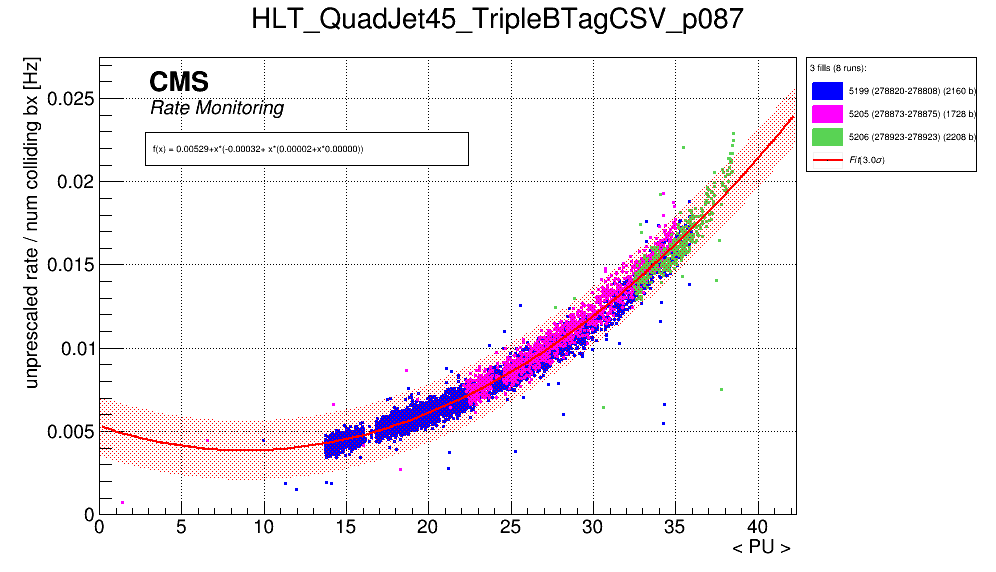 HLT_QuadJet45_TripleBTagCSV_p087
unprescaled rate / num colliding bx [Hz]
CMS
Rate Monitoring
f(x) = 0.00529+x*(-0.00032+ x*(0.00002+x*0.00000))
0.025
0.02
0.015
0.01
0.005
0
0 5 10 15 20 25 30 35 40
< PU >
3 fills (8 runs):
5199 (278820-278808) (2160 b)
5205 (278873-278875) (1728 b)
5206 (278923-278923) (2208 b)
Fit(3.0σ)